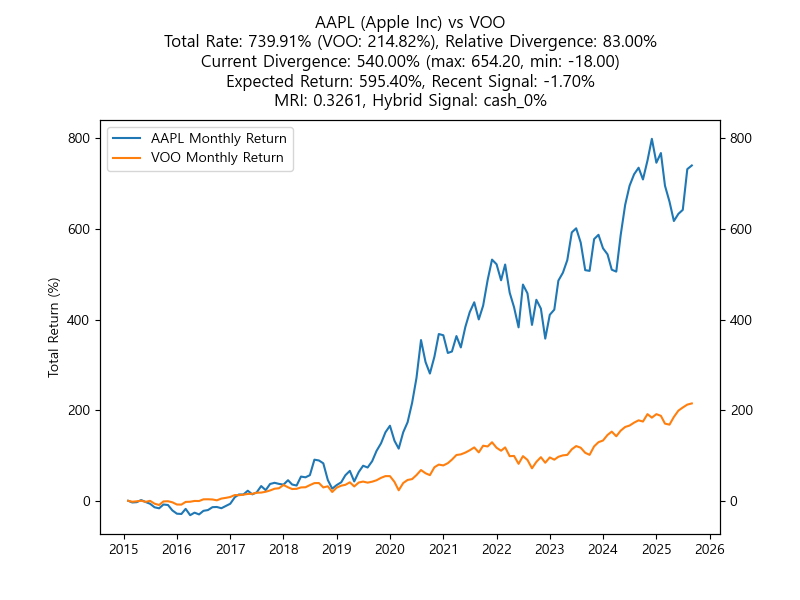 AAPL (Apple Inc) vs VOO
Total Rate: 739.91% (VOO: 214.82%), Relative Divergence: 83.00%
Current Divergence: 540.00% (max: 654.20, min: -18.00)
Expected Return: 595.40%, Recent Signal: -1.70%
MRI: 0.3261, Hybrid Signal: cash_0%
AAPL Monthly Return
VOO Monthly Return
Total Return (%)
800
600
400
200
0
800
600
400
200
0
2015 2016 2017 2018 2019 2020 2021 2022 2023 2024 2025 2026